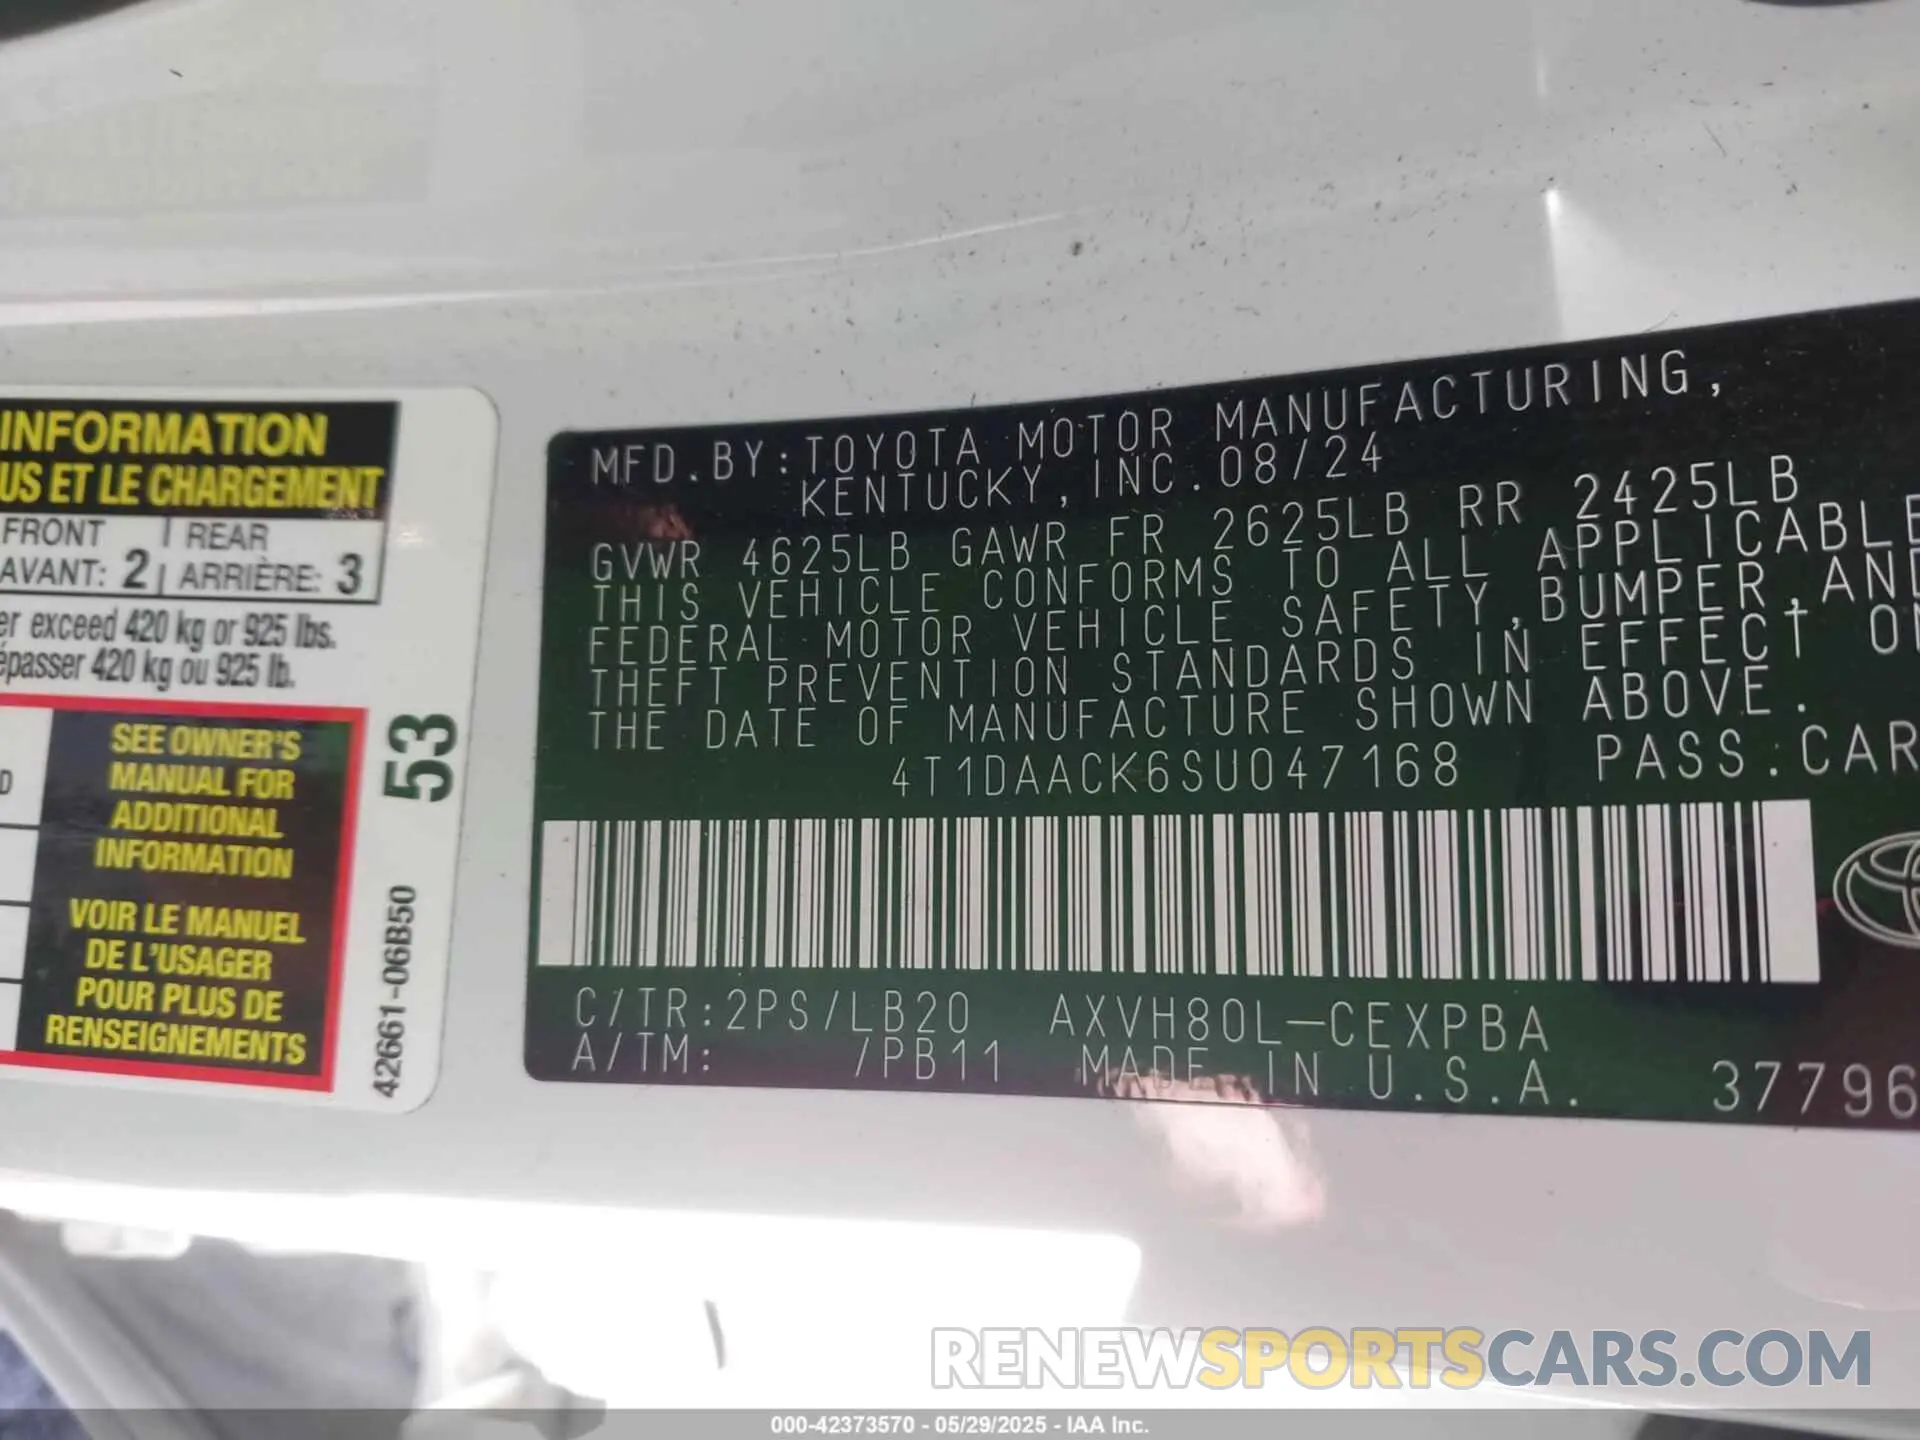 INFORMATION
US ET LE CHARGEMENT
FRONT REAR
AVANT: 2 ARRIÈRE: 3
er exceed 420 kg or 925 lbs.
épasser 420 kg ou 925 lb.
SEE OWNER'S
MANUAL FOR
ADDITIONAL
INFORMATION
VOIR LE MANUEL
DE L'USAGER
POUR PLUS DE
RENSEIGNEMENTS
53
42661-06B50
MFD.BY:TOYOTA MOTOR MANUFACTURING,
KENTUCKY,INC.08/24
GVWR 4625LB GAWR FR 2625LB RR 2425LB
THIS VEHICLE CONFORMS TO ALL APPLICABLE
FEDERAL MOTOR VEHICLE SAFETY,BUMPER,AND
THEFT PREVENTION STANDARDS IN EFFECT ON
THE DATE OF MANUFACTURE SHOWN ABOVE.
4T1DAACK6SU047168 PASS.CAR
C/TR:2PS/LB20 AXVH80L-CEXPBA
A/TM: /PB11 MADE IN U.S.A. 37796
RENEWSPORTSCARS.COM
000-42373570 - 05/29/2025 - IAA Inc.